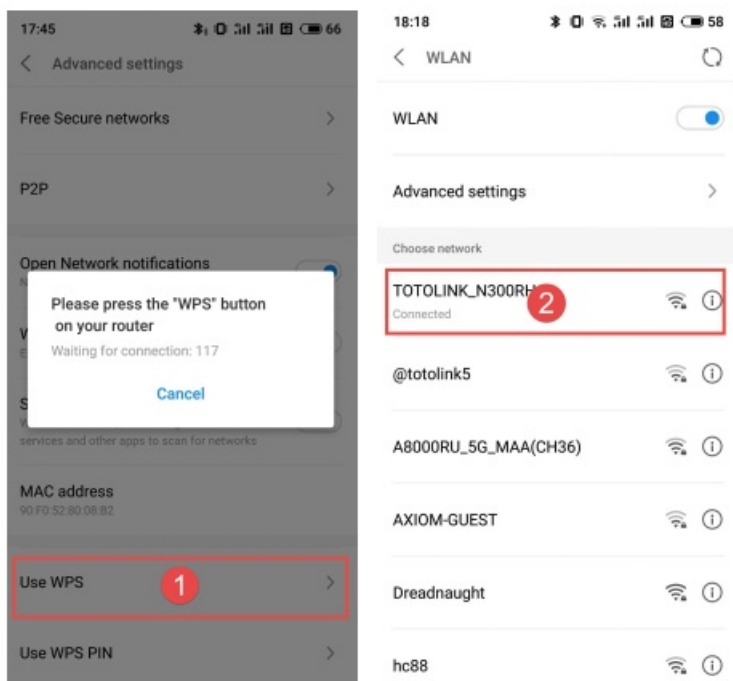 17:45
66
Advanced settings
Free Secure networks
P2P
Open Network notifications
Please press the "WPS" button
on your router
Waiting for connection: 117
Cancel
services and other apps to scan for networks
MAC address
90:F0:52:80:08:B2
Use WPS
1
Use WPS PIN
18:18
58
WLAN
WLAN
Advanced settings
Choose network
TOTOLINK_N300RH
2
Connected
@totolink5
A8000RU_5G_MAA(CH36)
AXIOM-GUEST
Dreadnaught
hc88